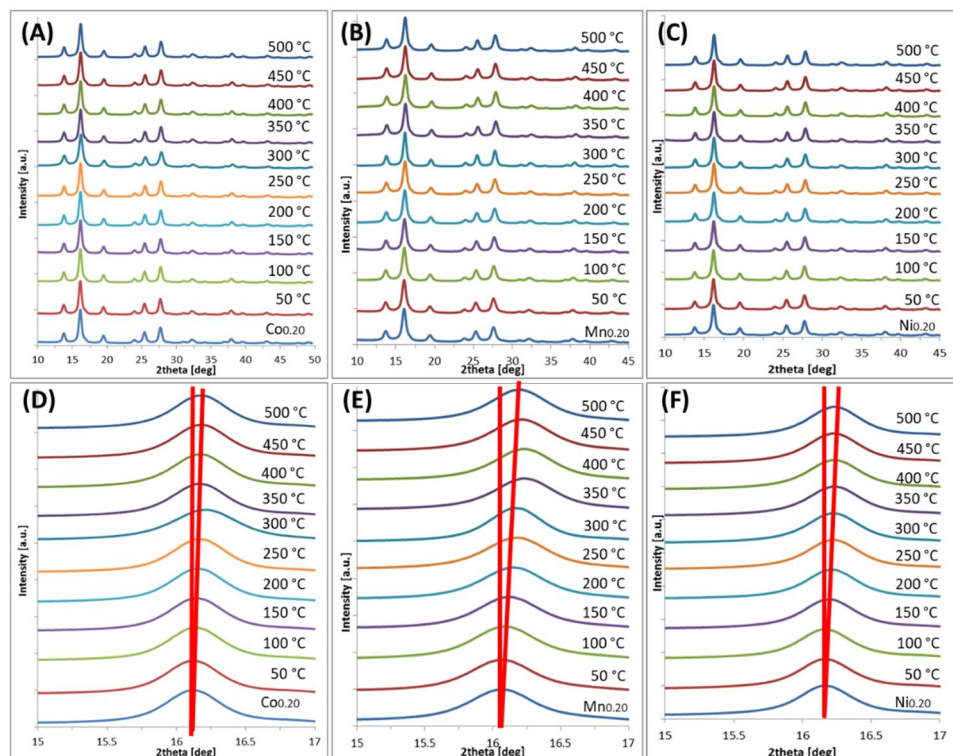 (A)
500 °C
450 °C
400 °C
350 °C
300 °C
250 °C
200 °C
150 °C
100 °C
50 °C
Co0.20
Intensity [a.u.]
10 15 20 25 30 35 40 45 50
2theta [deg]
(B)
500 °C
450 °C
400 °C
350 °C
300 °C
250 °C
200 °C
150 °C
100 °C
50 °C
Mn0.20
Intensity [a.u.]
10 15 20 25 30 35 40 45
2theta [deg]
(C)
500 °C
450 °C
400 °C
350 °C
300 °C
250 °C
200 °C
150 °C
100 °C
50 °C
Ni0.20
Intensity [a.u.]
10 15 20 25 30 35 40 45
2theta [deg]
(D)
500 °C
450 °C
400 °C
350 °C
300 °C
250 °C
200 °C
150 °C
100 °C
50 °C
Co0.20
Intensity [a.u.]
15 15.5 16 16.5 17
2theta [deg]
(E)
500 °C
450 °C
400 °C
350 °C
300 °C
250 °C
200 °C
150 °C
100 °C
50 °C
Mn0.20
Intensity [a.u.]
15 15.5 16 16.5 17
2theta [deg]
(F)
500 °C
450 °C
400 °C
350 °C
300 °C
250 °C
200 °C
150 °C
100 °C
50 °C
Ni0.20
Intensity [a.u.]
15 15.5 16 16.5 17
2theta [deg]